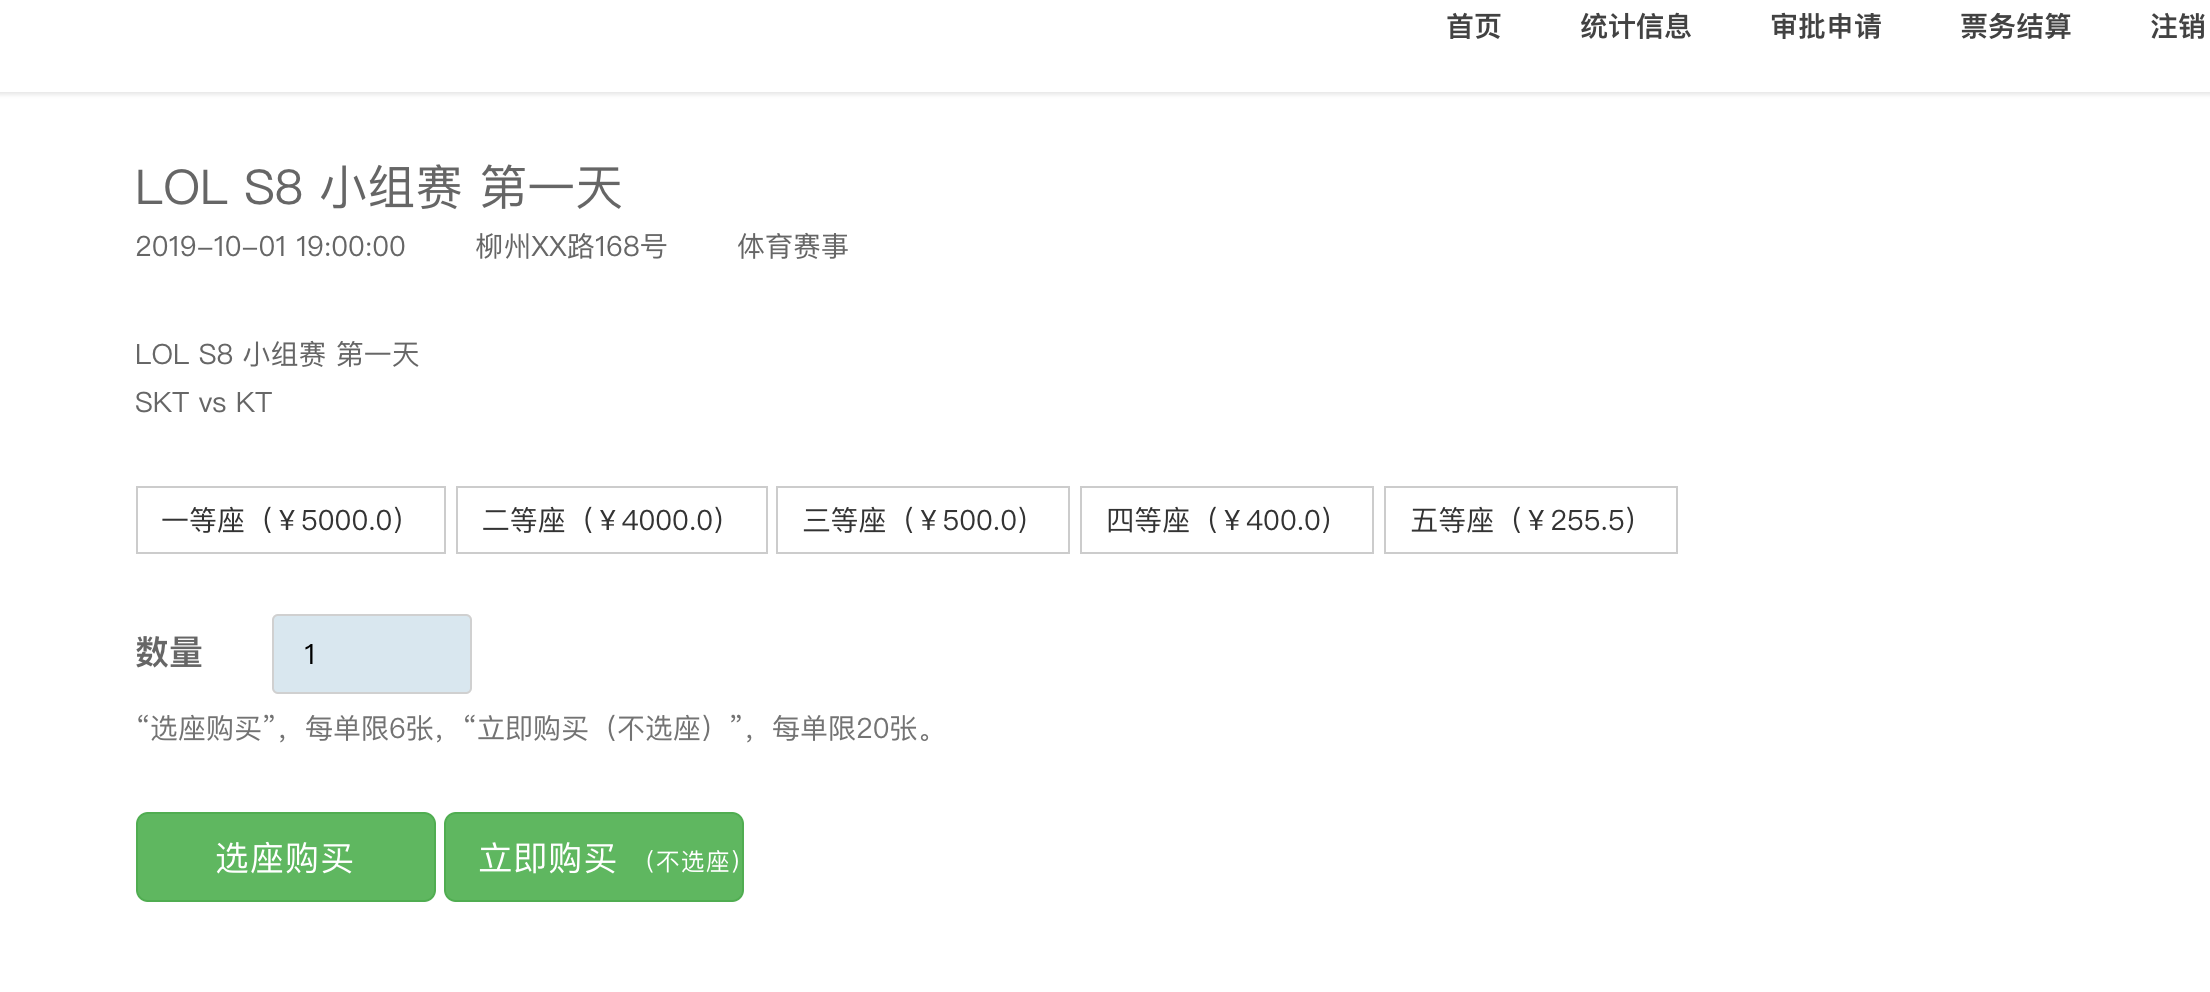 首页 统计信息 审批申请 票务结算 注销
LOL S8 小组赛 第一天
2019-10-01 19:00:00 柳州XX路168号 体育赛事
LOL S8 小组赛 第一天
SKT vs KT
一等座（¥5000.0） 二等座（¥4000.0） 三等座（¥500.0） 四等座（¥400.0） 五等座（¥255.5）
数量 1
“选座购买”，每单限6张，“立即购买（不选座）”，每单限20张。
选座购买 立即购买 （不选座）